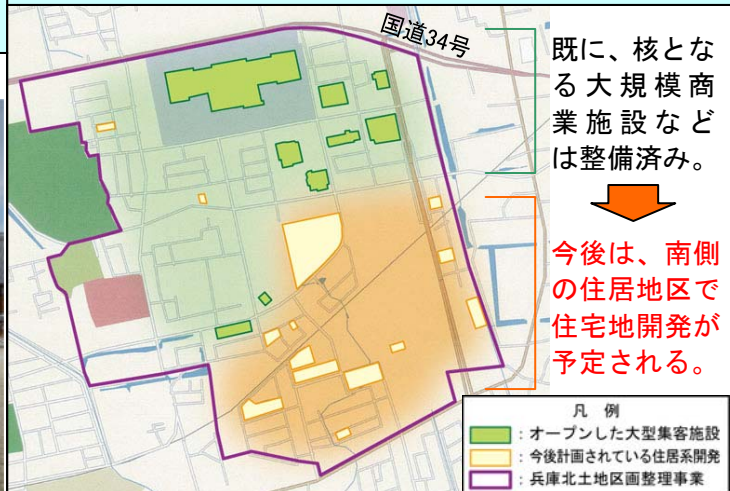 国道34号
既に、核とな
る大規模商
業施設など
は整備済み。
今後は、南側
の住居地区で
住宅地開発が
予定される。
凡 例
：オープンした大型集客施設
：今後計画されている住居系開発
：兵庫北土地区画整理事業